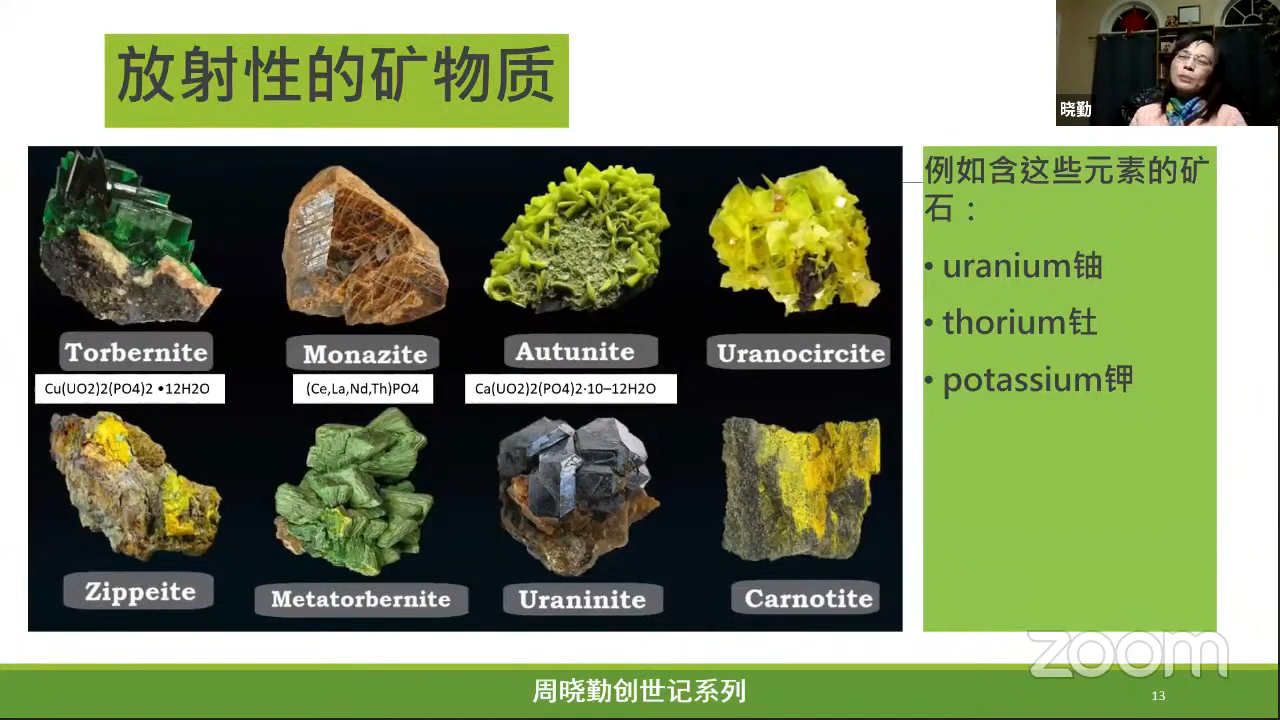 放射性的矿物质
晓勤
Torbernite
Monazite
Autunite
Uranocircite
Cu(UO2)2(PO4)2 •12H2O
(Ce,La,Nd,Th)PO4
Ca(UO2)2(PO4)2·10–12H2O
Zippeite
Metatorbernite
Uraninite
Carnotite
例如含这些元素的矿
石：
• uranium铀
• thorium钍
• potassium钾
zoom
周晓勤创世记系列
13